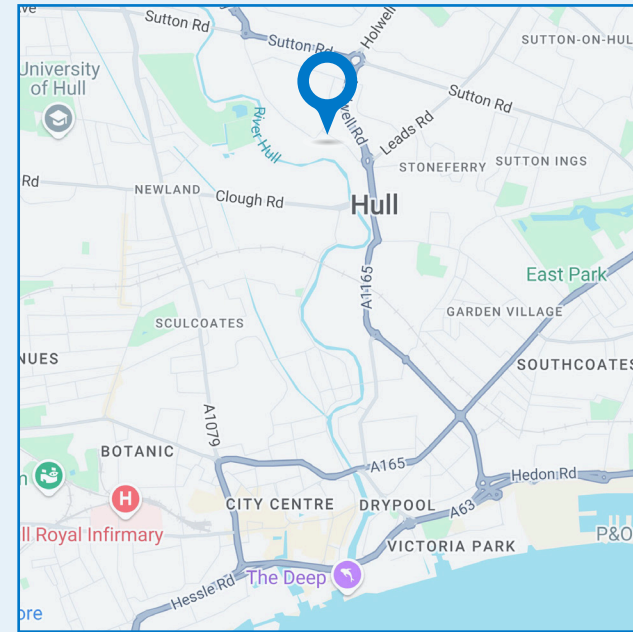 Sutton Rd
Sutton Rd
Holwell
SUTTON-ON-HUL
University
of Hull
Sutton Rd
River Hull
well Rd
Leads Rd
STONEFERRY
SUTTON INGS
Rd
NEWLAND
Clough Rd
Hull
East Park
A1165
GARDEN VILLAGE
SCULCOATES
NUES
SOUTHCOATES
A1079
BOTANIC
A165
Hedon Rd
H
CITY CENTRE
DRYPOOL
A63
ll Royal Infirmary
P&O
VICTORIA PARK
The Deep
Hessle Rd
ore